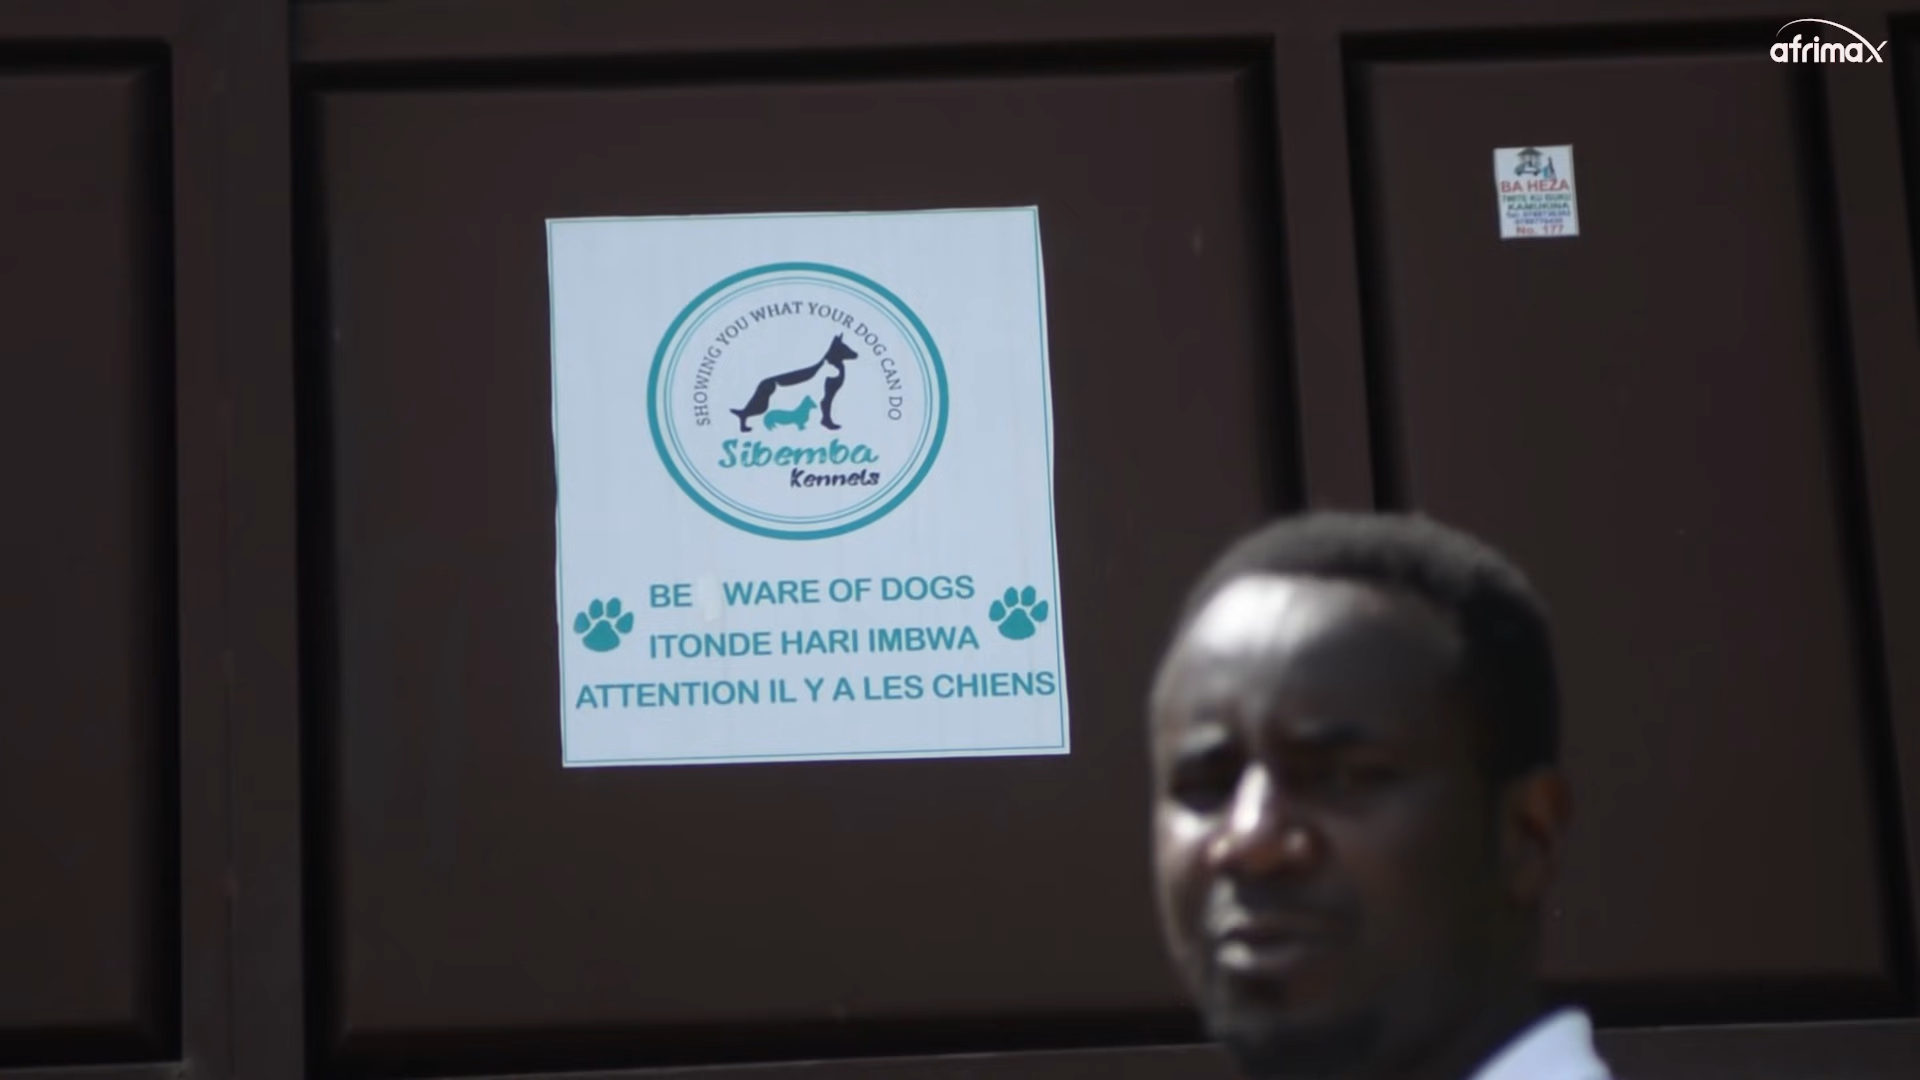 afrimax
BA HEZA
KAMUKINA
No. 177
SHOWING YOU WHAT YOUR DOG CAN DO
Sibemba
Kennels
BE WARE OF DOGS
ITONDE HARI IMBWA
ATTENTION IL Y A LES CHIENS